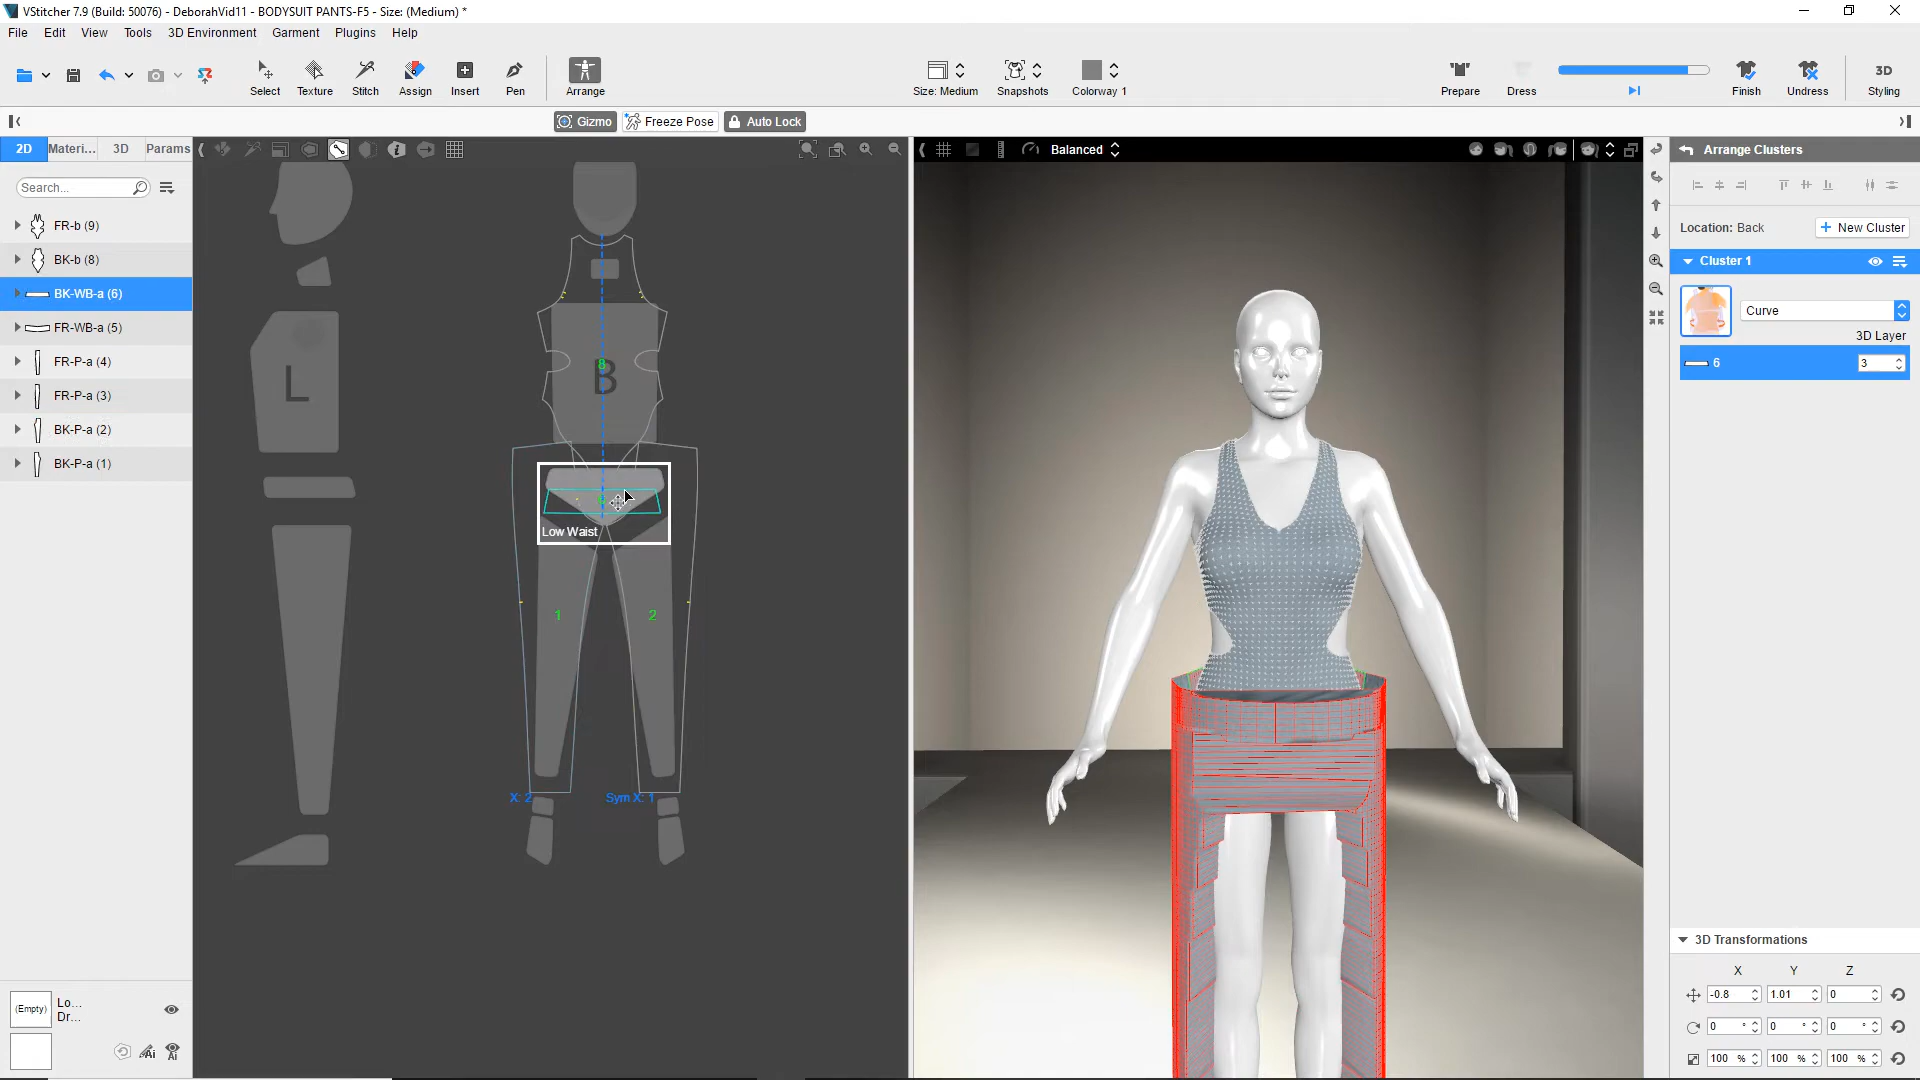 VStitcher 7.9 (Build: 50076) - DeborahVid11 - BODYSUIT PANTS-F5 - Size: (Medium) *
File Edit View Tools 3D Environment Garment Plugins Help
Select Texture Stitch Assign Insert Pen Arrange Size: Medium Snapshots Colorway 1 Prepare Dress Finish Undress 3D Styling
Gizmo Freeze Pose Auto Lock
2D Materi... 3D Params
Balanced
Arrange Clusters
Search...
FR-b (9)
BK-b (8)
BK-WB-a (6)
FR-WB-a (5)
FR-P-a (4)
FR-P-a (3)
BK-P-a (2)
BK-P-a (1)
L
B
8
Low Waist
1
2
X: 2
Sym X: 1
Location: Back
New Cluster
Cluster 1
Curve
3D Layer
6 3
3D Transformations
X Y Z
-0.8 1.01 0
0 ° 0 ° 0 °
100 % 100 % 100 %
(Empty)
Lo...
Dr...
Ai
Ai